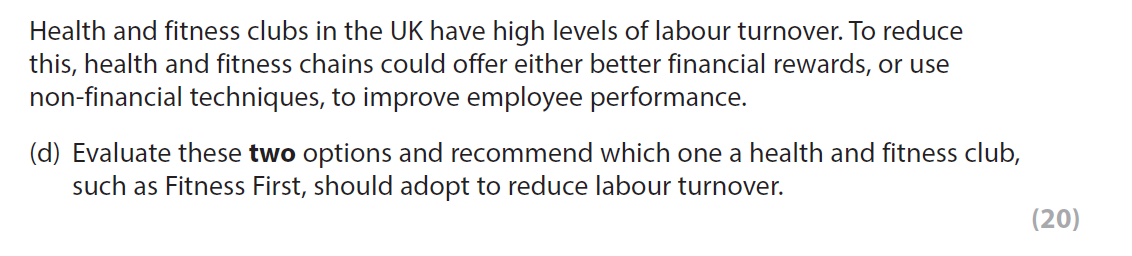 Health and fitness clubs in the UK have high levels of labour turnover. To reduce
this, health and fitness chains could offer either better financial rewards, or use
non-financial techniques, to improve employee performance.
(d) Evaluate these two options and recommend which one a health and fitness club,
such as Fitness First, should adopt to reduce labour turnover.
(20)